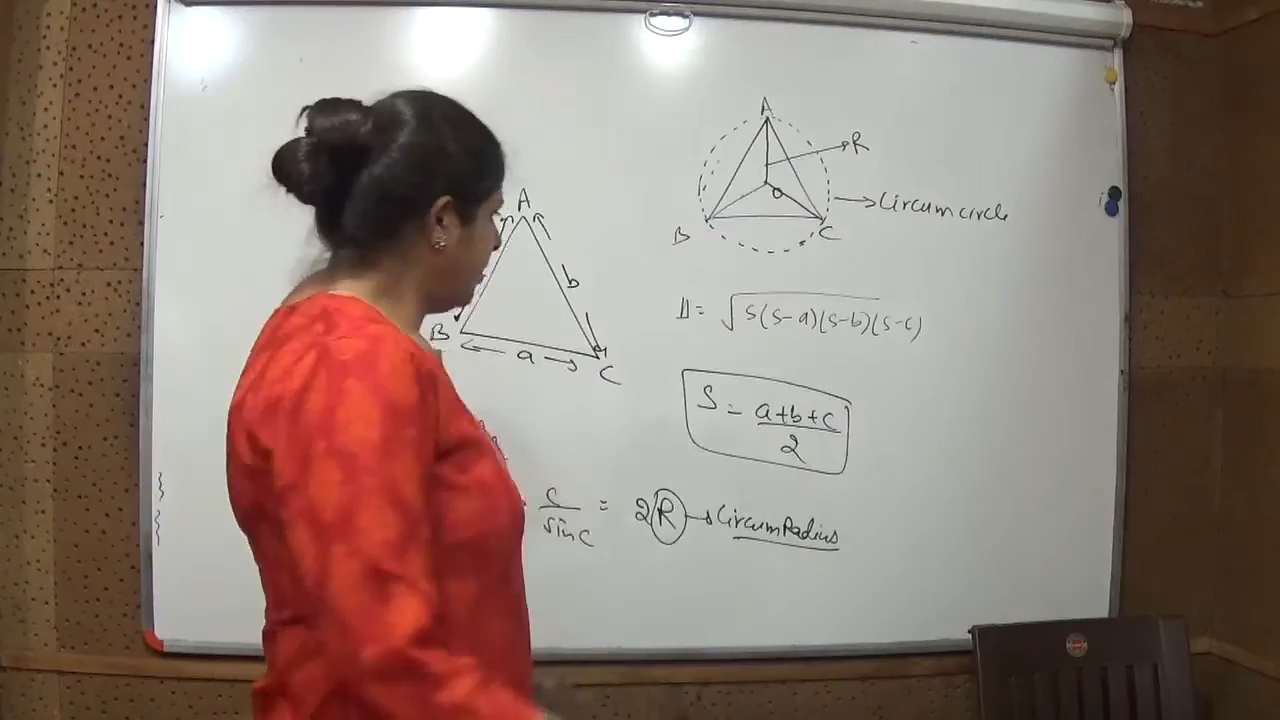 A
R
O
B
C
Circumcircle
A
b
B
a
C
Δ = √s(s-a)(s-b)(s-c)
S = a+b+c / 2
c / sinc = 2R → CircumRadius